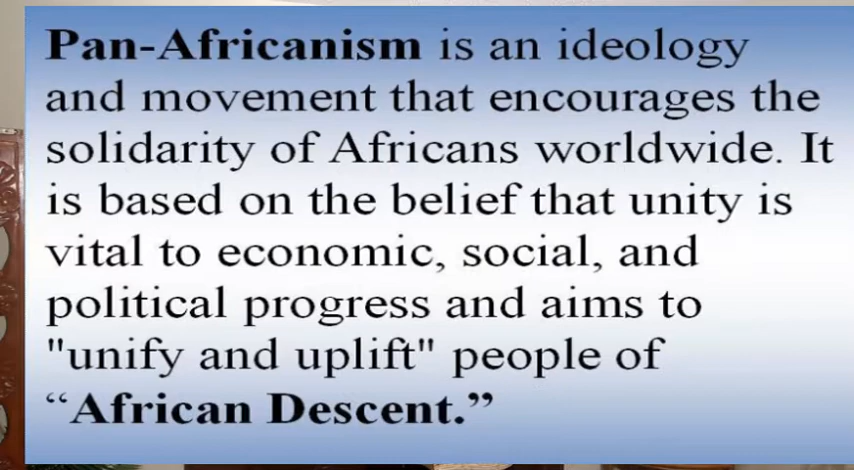 Pan-Africanism is an ideology
and movement that encourages the
solidarity of Africans worldwide. It
is based on the belief that unity is
vital to economic, social, and
political progress and aims to
"unify and uplift" people of
“African Descent.”